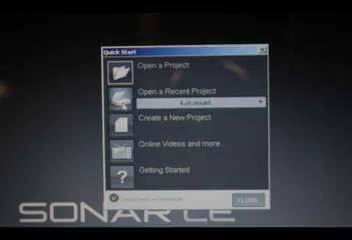 Quick Start
Open a Project
Open a Recent Project
Create a New Project
Online Videos and more...
Getting Started
CLOSE
SONAR LE